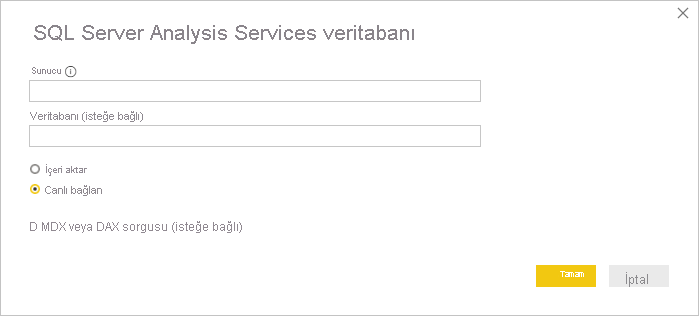 SQL Server Analysis Services veritabanı
Sunucu
Veritabanı (isteğe bağlı)
İçeri aktar
Canlı bağlan
D MDX veya DAX sorgusu (isteğe bağlı)
Tamam
İptal